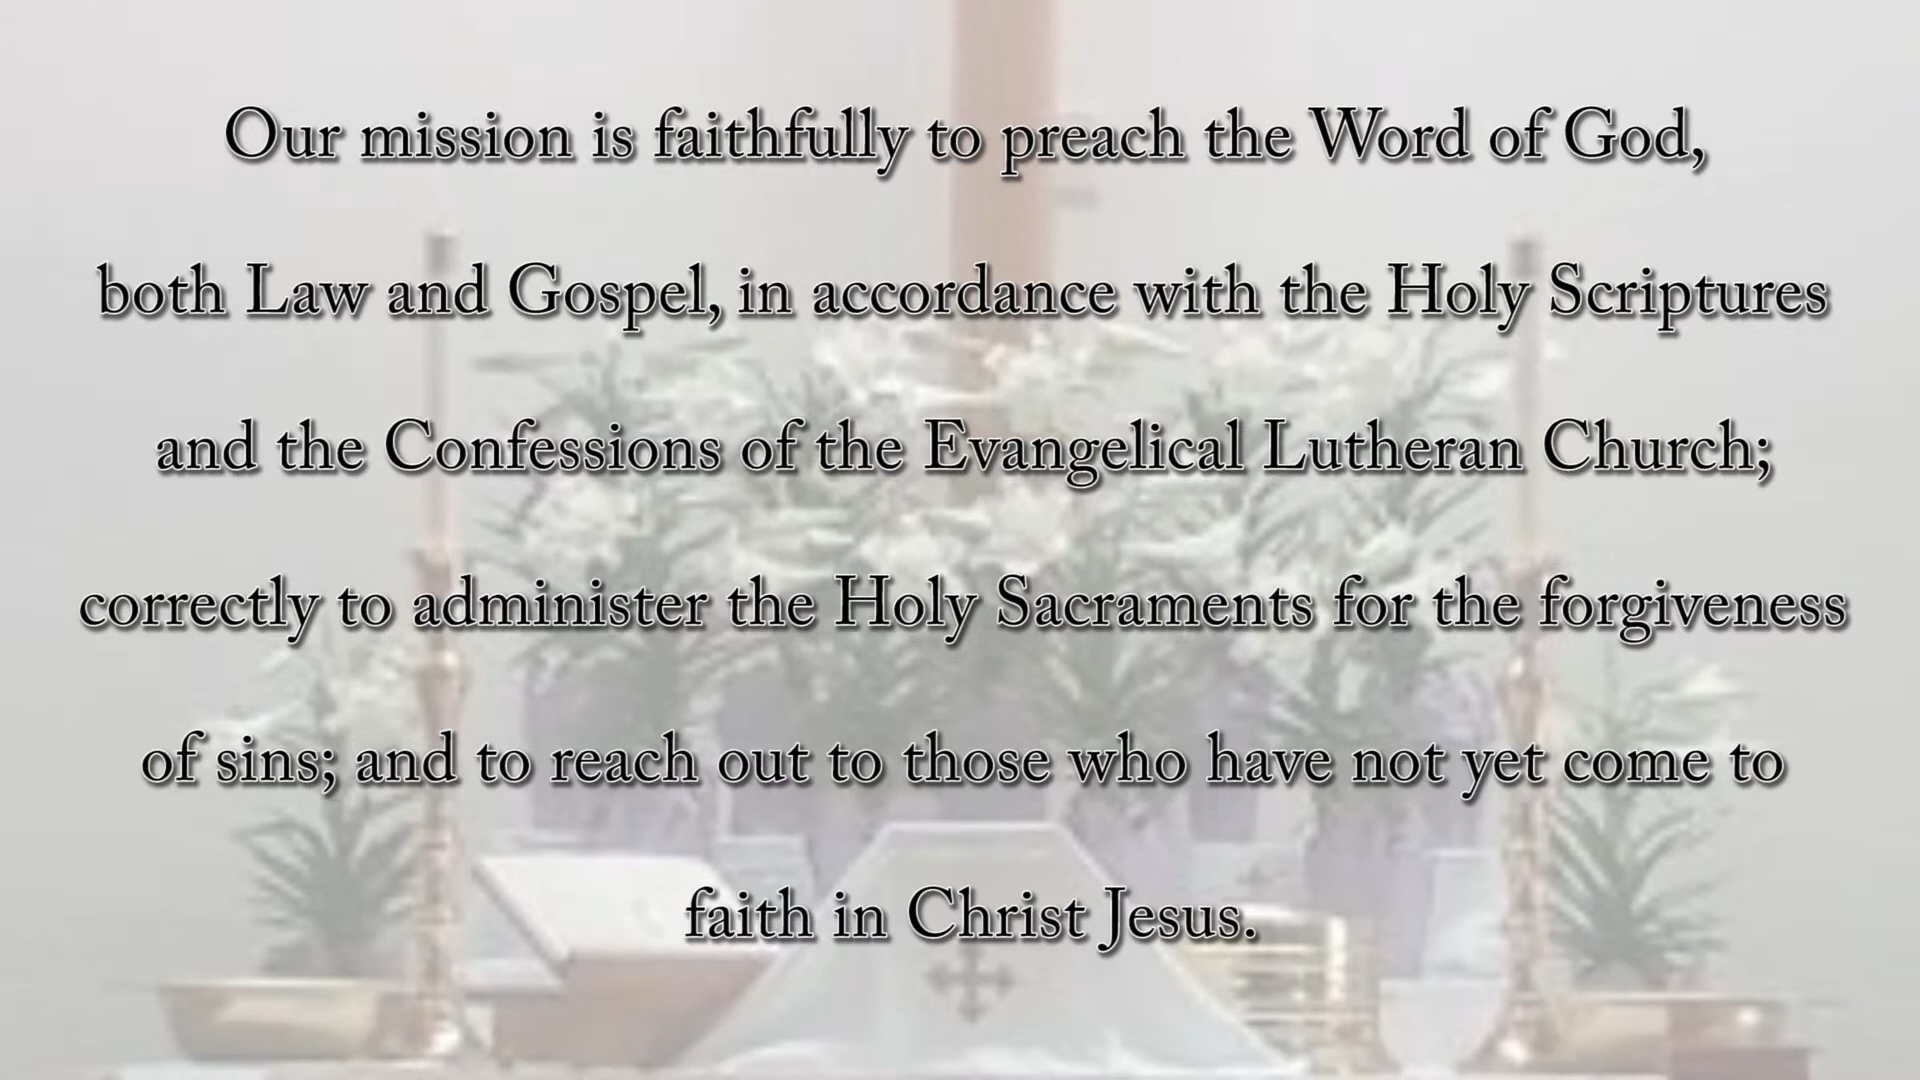 Our mission is faithfully to preach the Word of God,
both Law and Gospel, in accordance with the Holy Scriptures
and the Confessions of the Evangelical Lutheran Church;
correctly to administer the Holy Sacraments for the forgiveness
of sins; and to reach out to those who have not yet come to
faith in Christ Jesus.